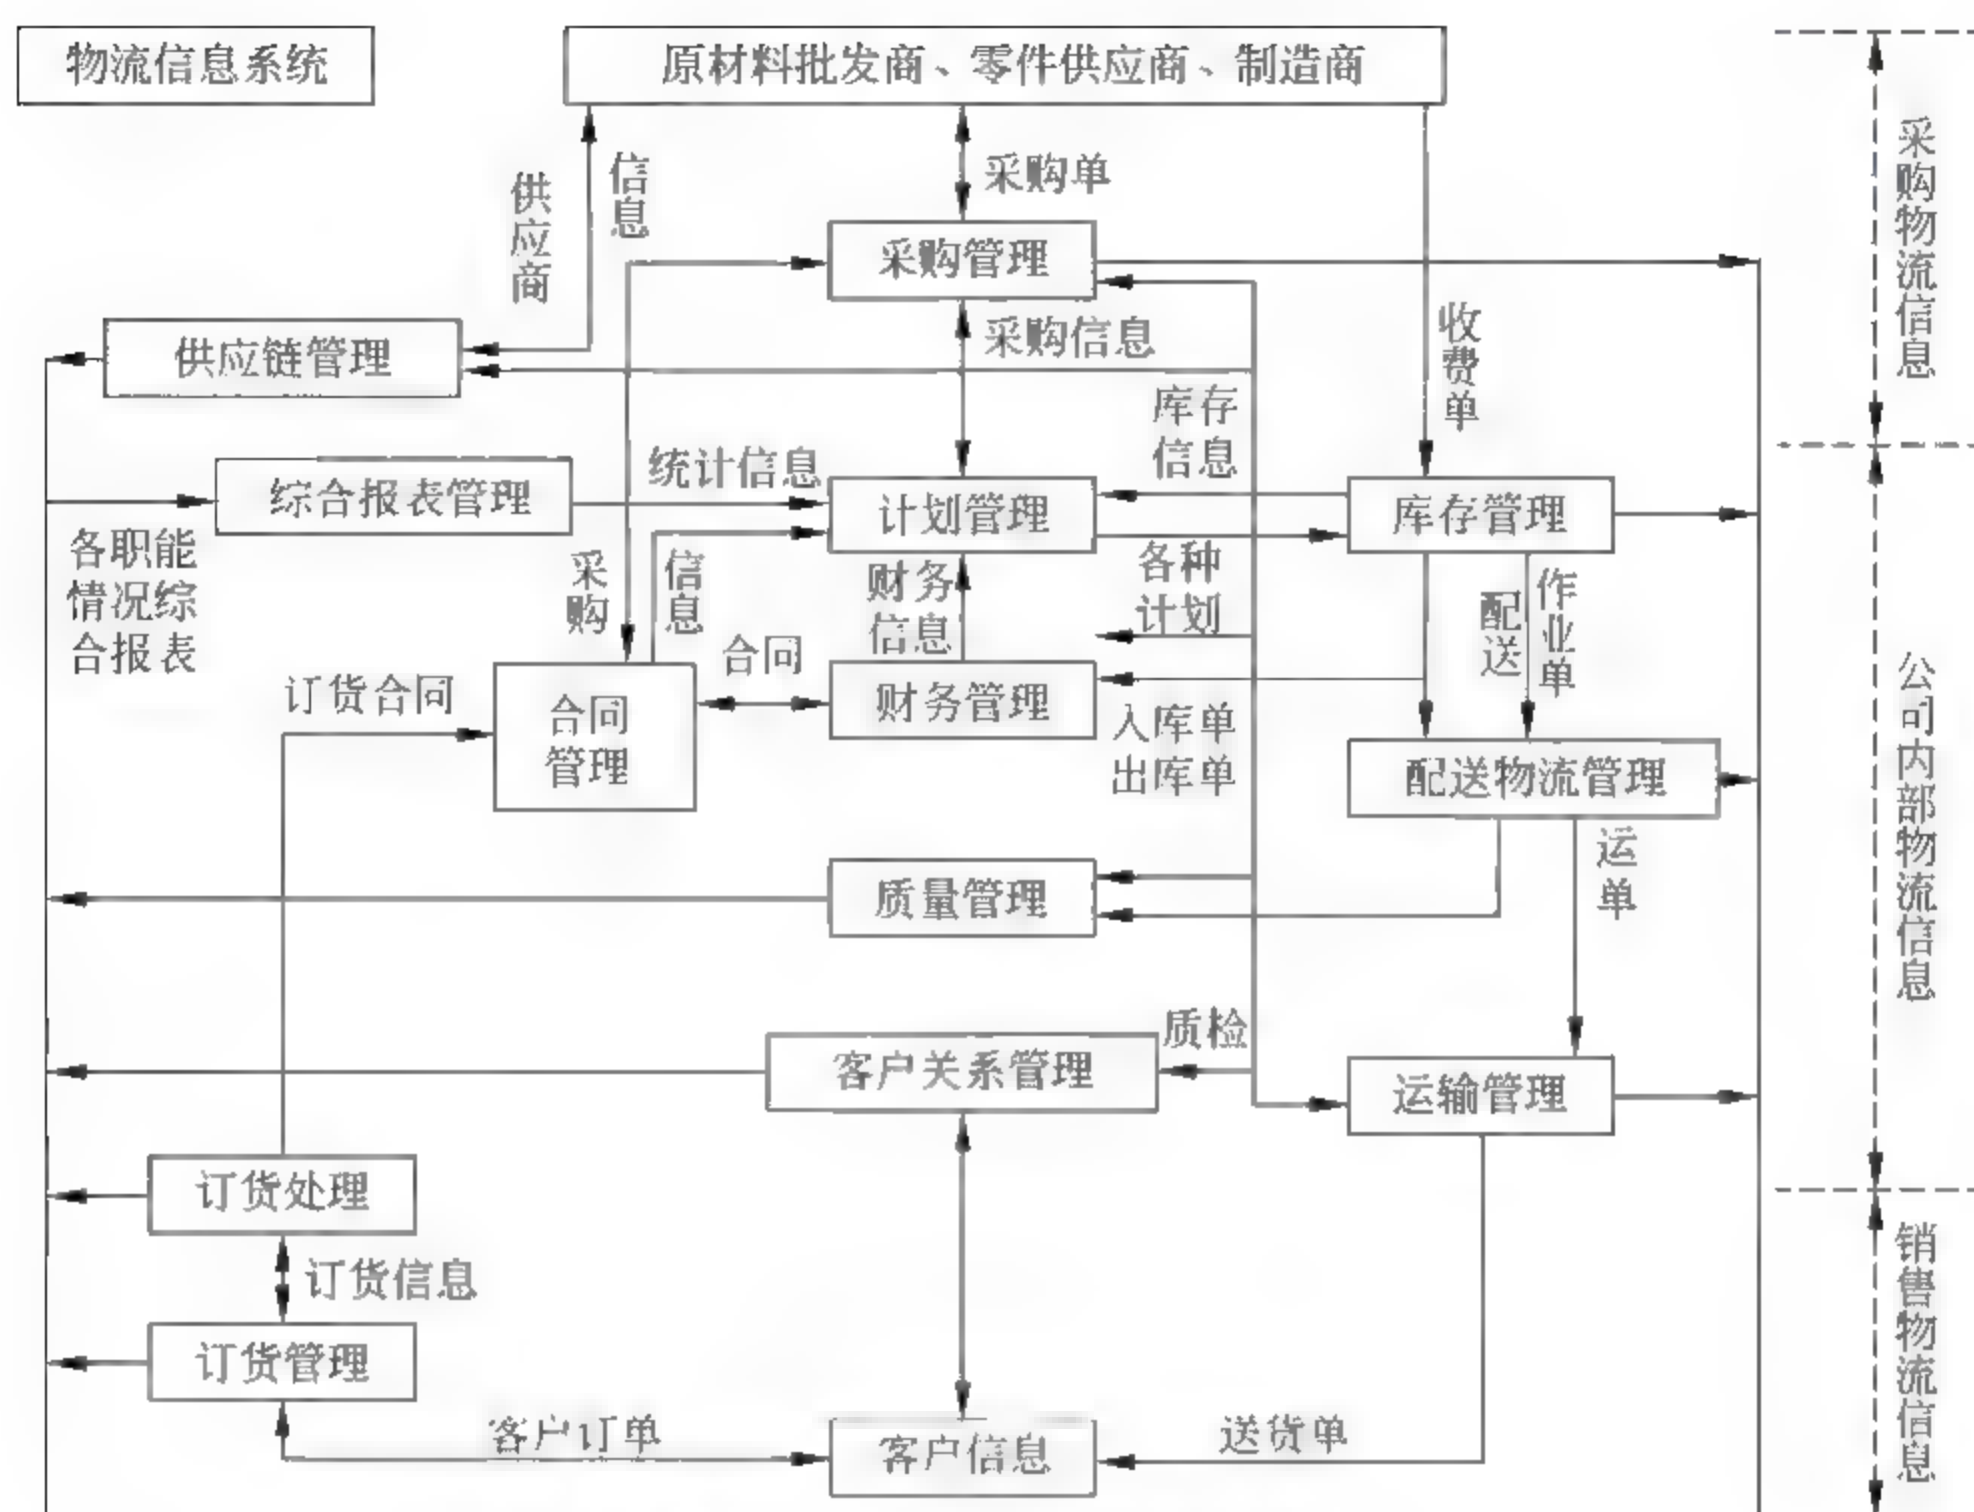 物流信息系统
原材料批发商、零件供应商、制造商
供应商
信息
采购单
采购管理
采购信息
收费单
采购物流信息
供应链管理
库存
信息
统计信息
综合报表管理
计划管理
库存管理
各职能
情况综
合报表
采购
信息
财务
信息
各种
计划
配送
作业单
合同
订货合同
合同
管理
财务管理
入库单
出库单
配送物流管理
公司内部物流信息
运单
质量管理
质检
客户关系管理
运输管理
订货处理
订货信息
订货管理
客户订单
客户信息
送货单
销售物流信息